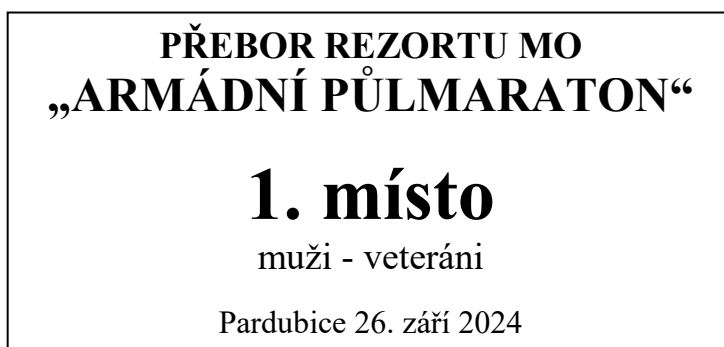 PŘEBOR REZORTU MO
„ARMÁDNÍ PŮLMARATON“
1. místo
muži - veteráni
Pardubice 26. září 2024